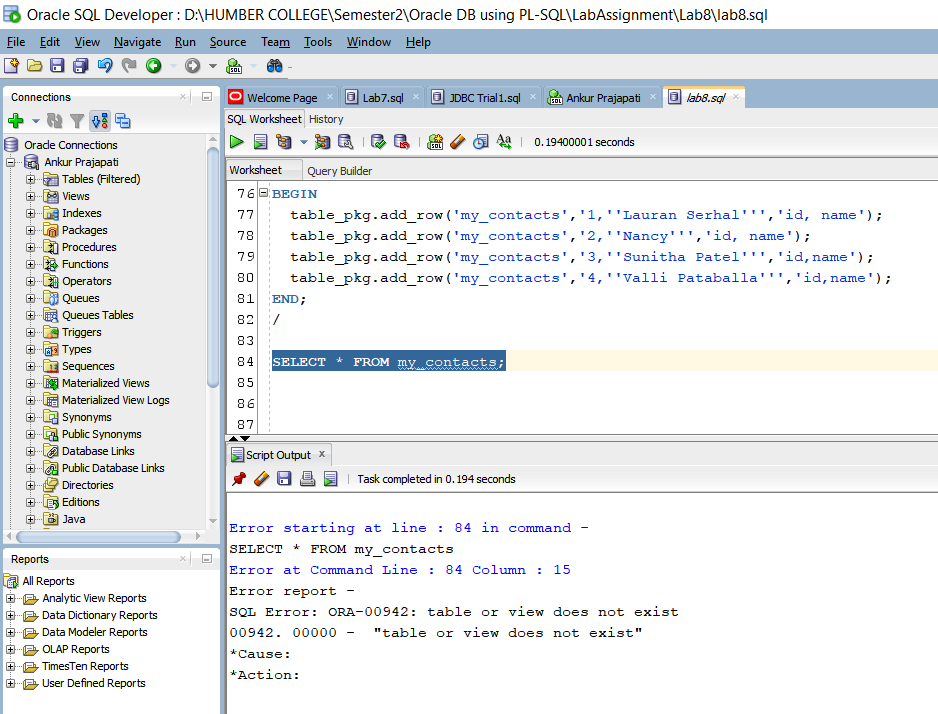 Oracle SQL Developer : D:\HUMBER COLLEGE\Semester2\Oracle DB using PL-SQL\LabAssignment\Lab8\lab8.sql
File Edit View Navigate Run Source Team Tools Window Help
Connections
Oracle Connections
Ankur Prajapati
Tables (Filtered)
Views
Indexes
Packages
Procedures
Functions
Operators
Queues
Queues Tables
Triggers
Types
Sequences
Materialized Views
Materialized View Logs
Synonyms
Public Synonyms
Database Links
Public Database Links
Directories
Editions
Java
Reports
All Reports
Analytic View Reports
Data Dictionary Reports
Data Modeler Reports
OLAP Reports
TimesTen Reports
User Defined Reports
Welcome Page Lab7.sql JDBC Trial1.sql Ankur Prajapati lab8.sql
SQL Worksheet History
0.19400001 seconds
Worksheet Query Builder
76 BEGIN
77 table_pkg.add_row('my_contacts','1,''Lauran Serhal''','id, name');
78 table_pkg.add_row('my_contacts','2,''Nancy''','id, name');
79 table_pkg.add_row('my_contacts','3,''Sunitha Patel''','id,name');
80 table_pkg.add_row('my_contacts','4,''Valli Pataballa''','id,name');
81 END;
82 /
83
84 SELECT * FROM my_contacts;
85
86
87
Script Output
Task completed in 0.194 seconds
Error starting at line : 84 in command -
SELECT * FROM my_contacts
Error at Command Line : 84 Column : 15
Error report -
SQL Error: ORA-00942: table or view does not exist
00942. 00000 - "table or view does not exist"
*Cause:
*Action: